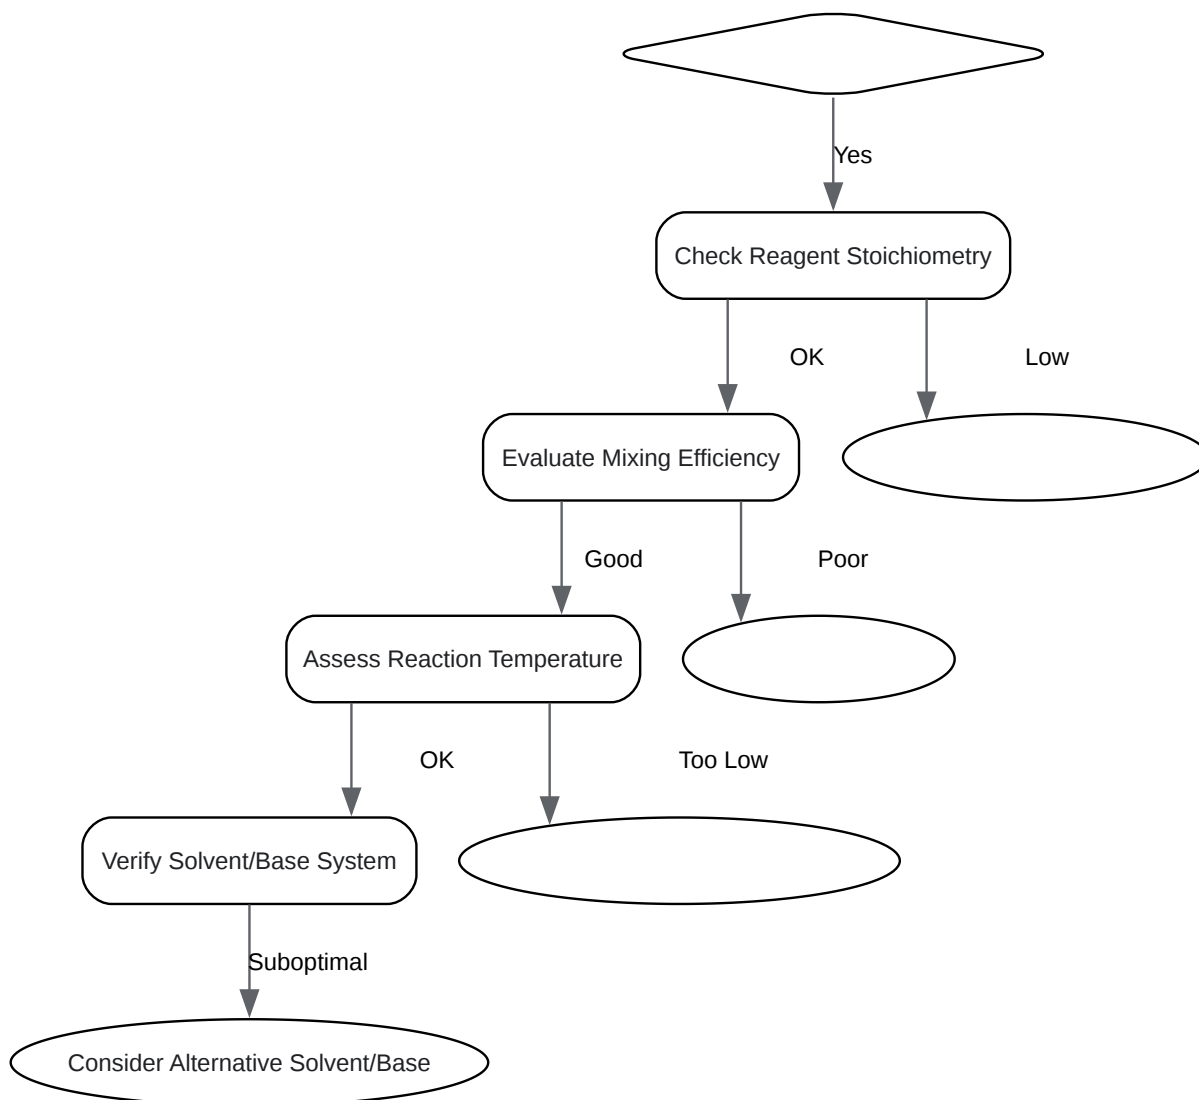 Yes
Check Reagent Stoichiometry
OK
Low
Evaluate Mixing Efficiency
Good
Poor
Assess Reaction Temperature
OK
Too Low
Verify Solvent/Base System
Suboptimal
Consider Alternative Solvent/Base